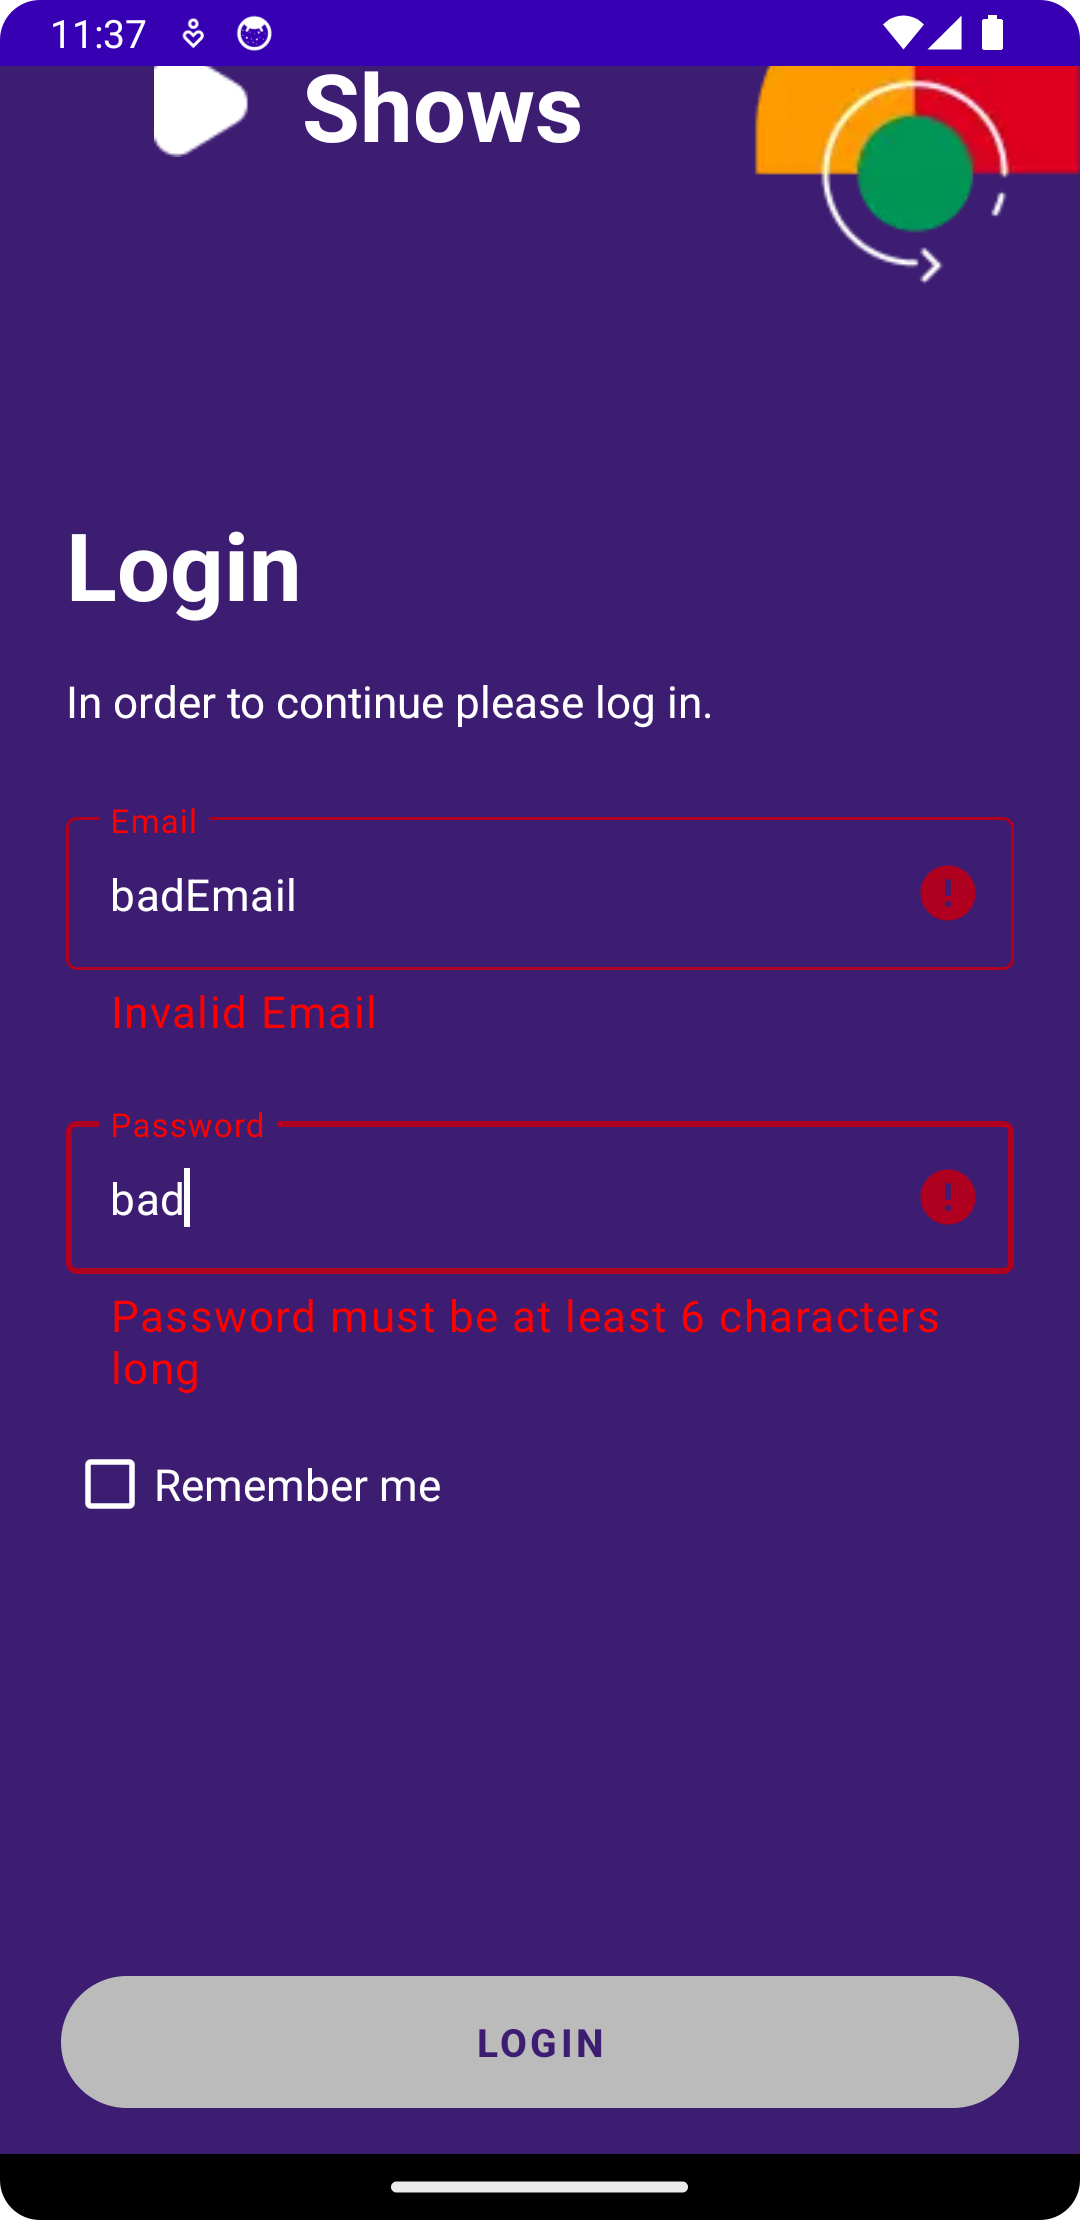 11:37
Shows
Login
In order to continue please log in.
Email
badEmail
Invalid Email
Password
bad
Password must be at least 6 characters
long
Remember me
LOGIN